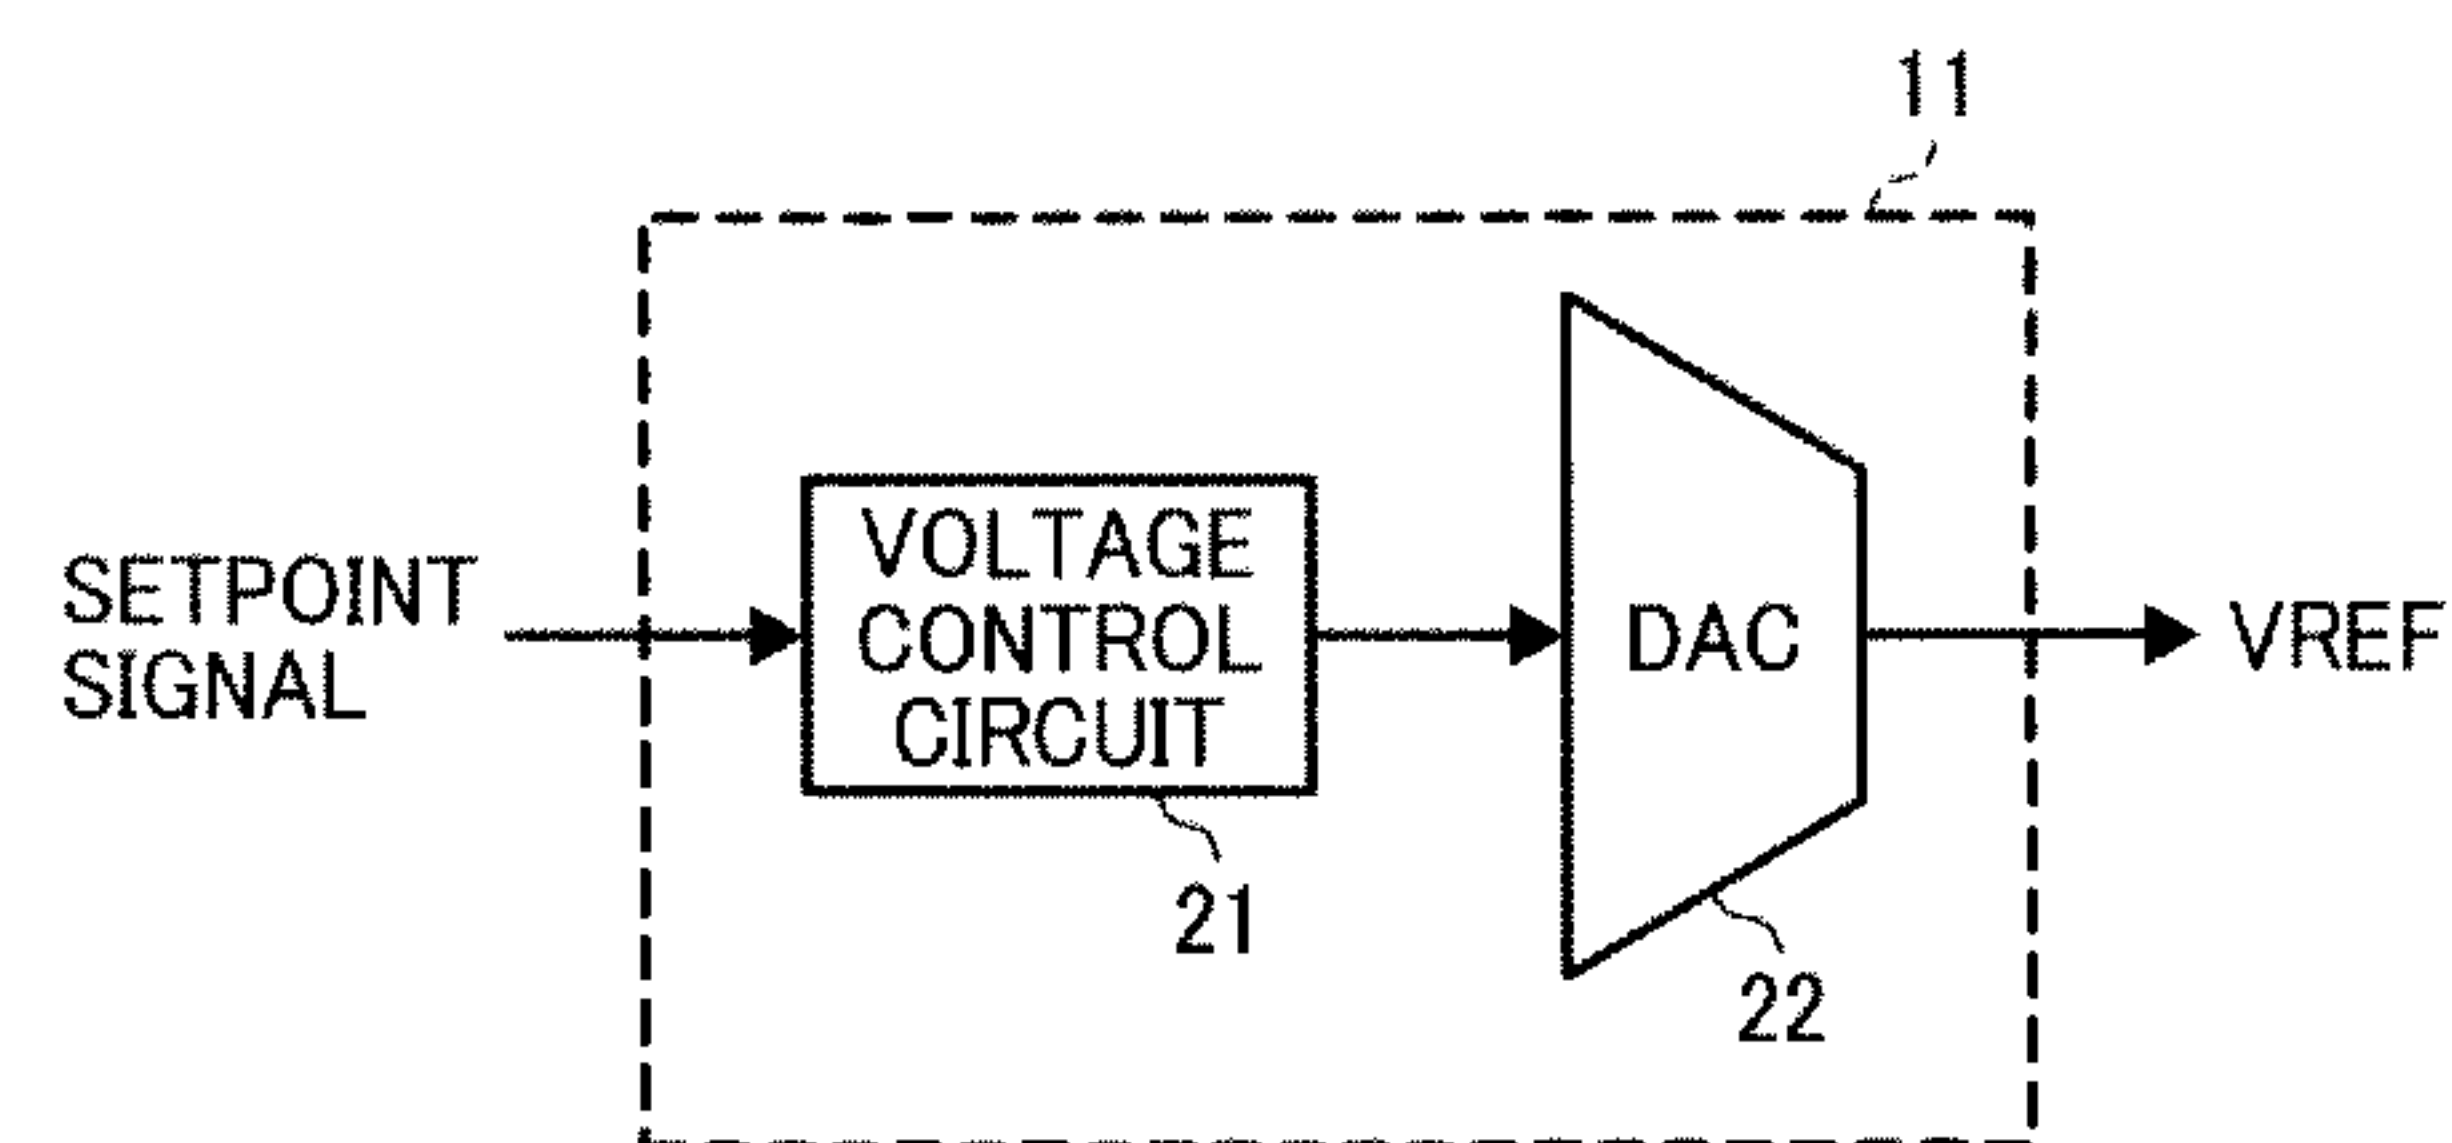 11
SETPOINT
SIGNAL
VOLTAGE
CONTROL
CIRCUIT
DAC
VREF
21
22